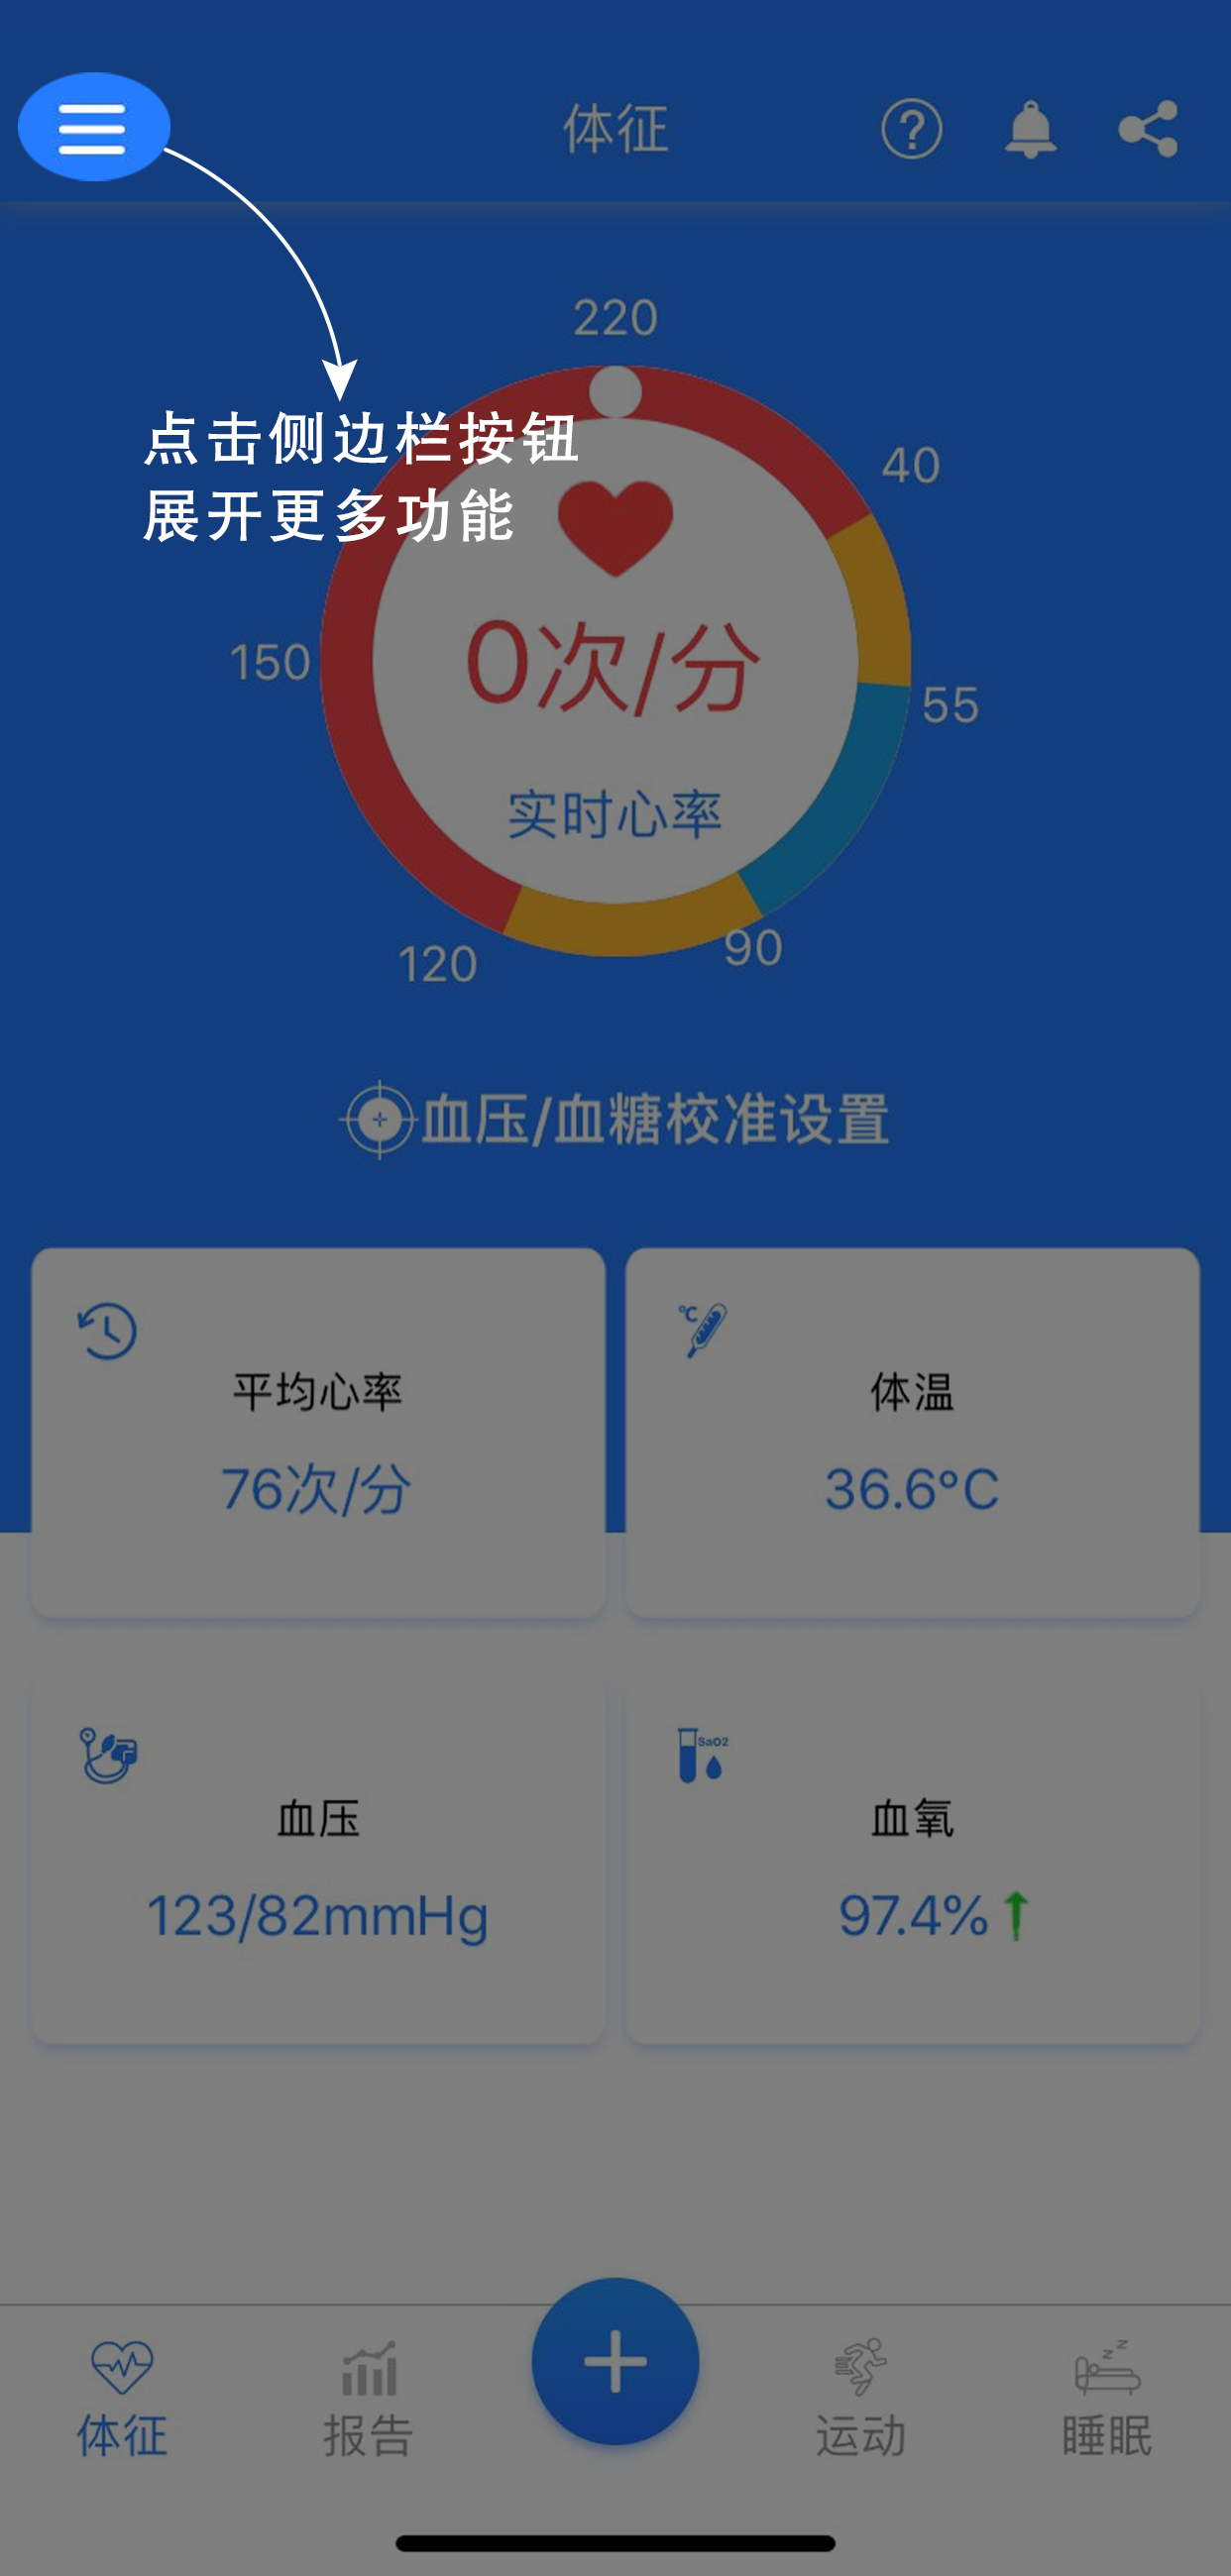 体征
220
点击侧边栏按钮
展开更多功能
40
150
0次/分
55
实时心率
120
90
血压/血糖校准设置
平均心率
76次/分
°C
体温
36.6°C
血压
123/82mmHg
SaO2
血氧
97.4%
体征
报告
运动
z z
睡眠